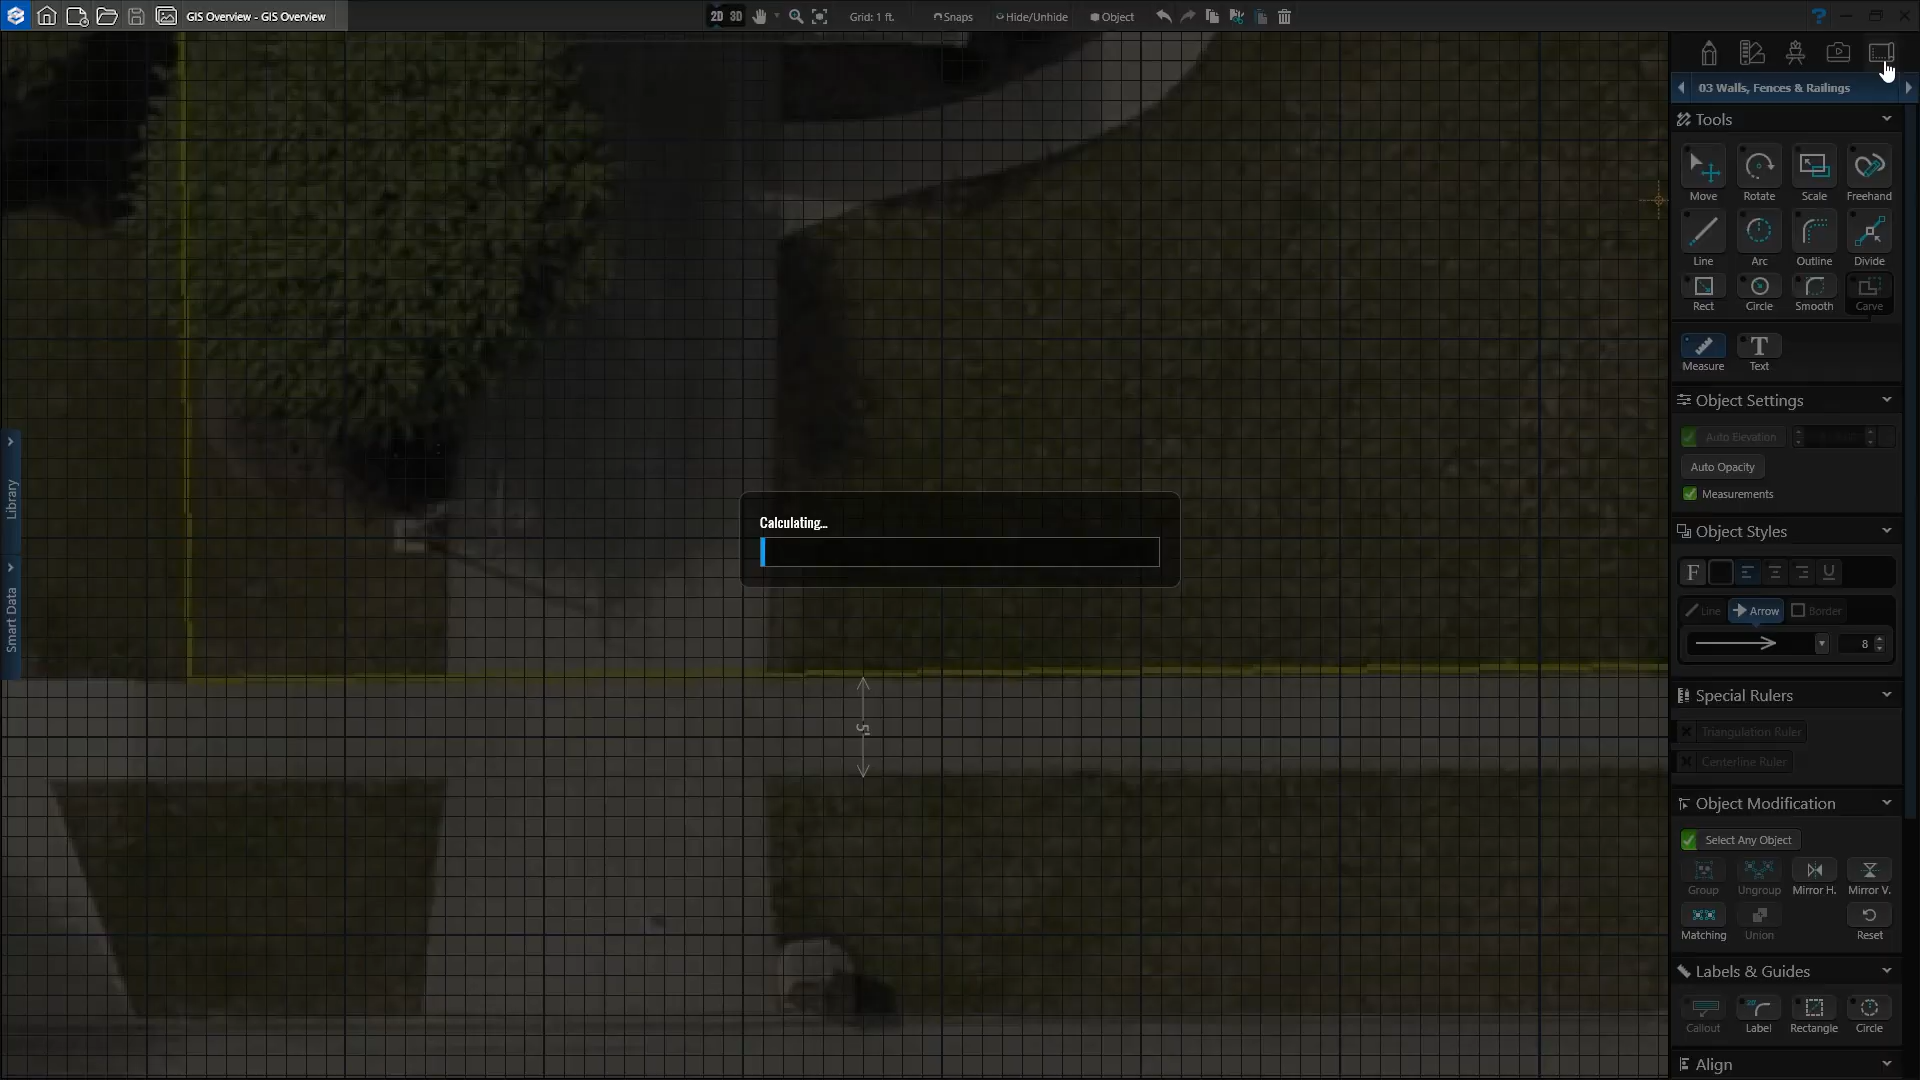 GIS Overview - GIS Overview
2D
3D
Grid: 1 ft.
Snaps
Hide/Unhide
Object
?
03 Walls, Fences & Railings
Tools
Move
Rotate
Scale
Freehand
Line
Arc
Outline
Divide
Rect
Circle
Smooth
Carve
Measure
Text
Object Settings
Auto Elevation
Auto Opacity
Measurements
Object Styles
F
Line
Arrow
Border
8
Special Rulers
Triangulation Ruler
Centerline Ruler
Object Modification
Select Any Object
Group
Ungroup
Mirror H.
Mirror V.
Matching
Union
Reset
Labels & Guides
Callout
Label
Rectangle
Circle
Align
Library
Smart Data
Calculating...
5'